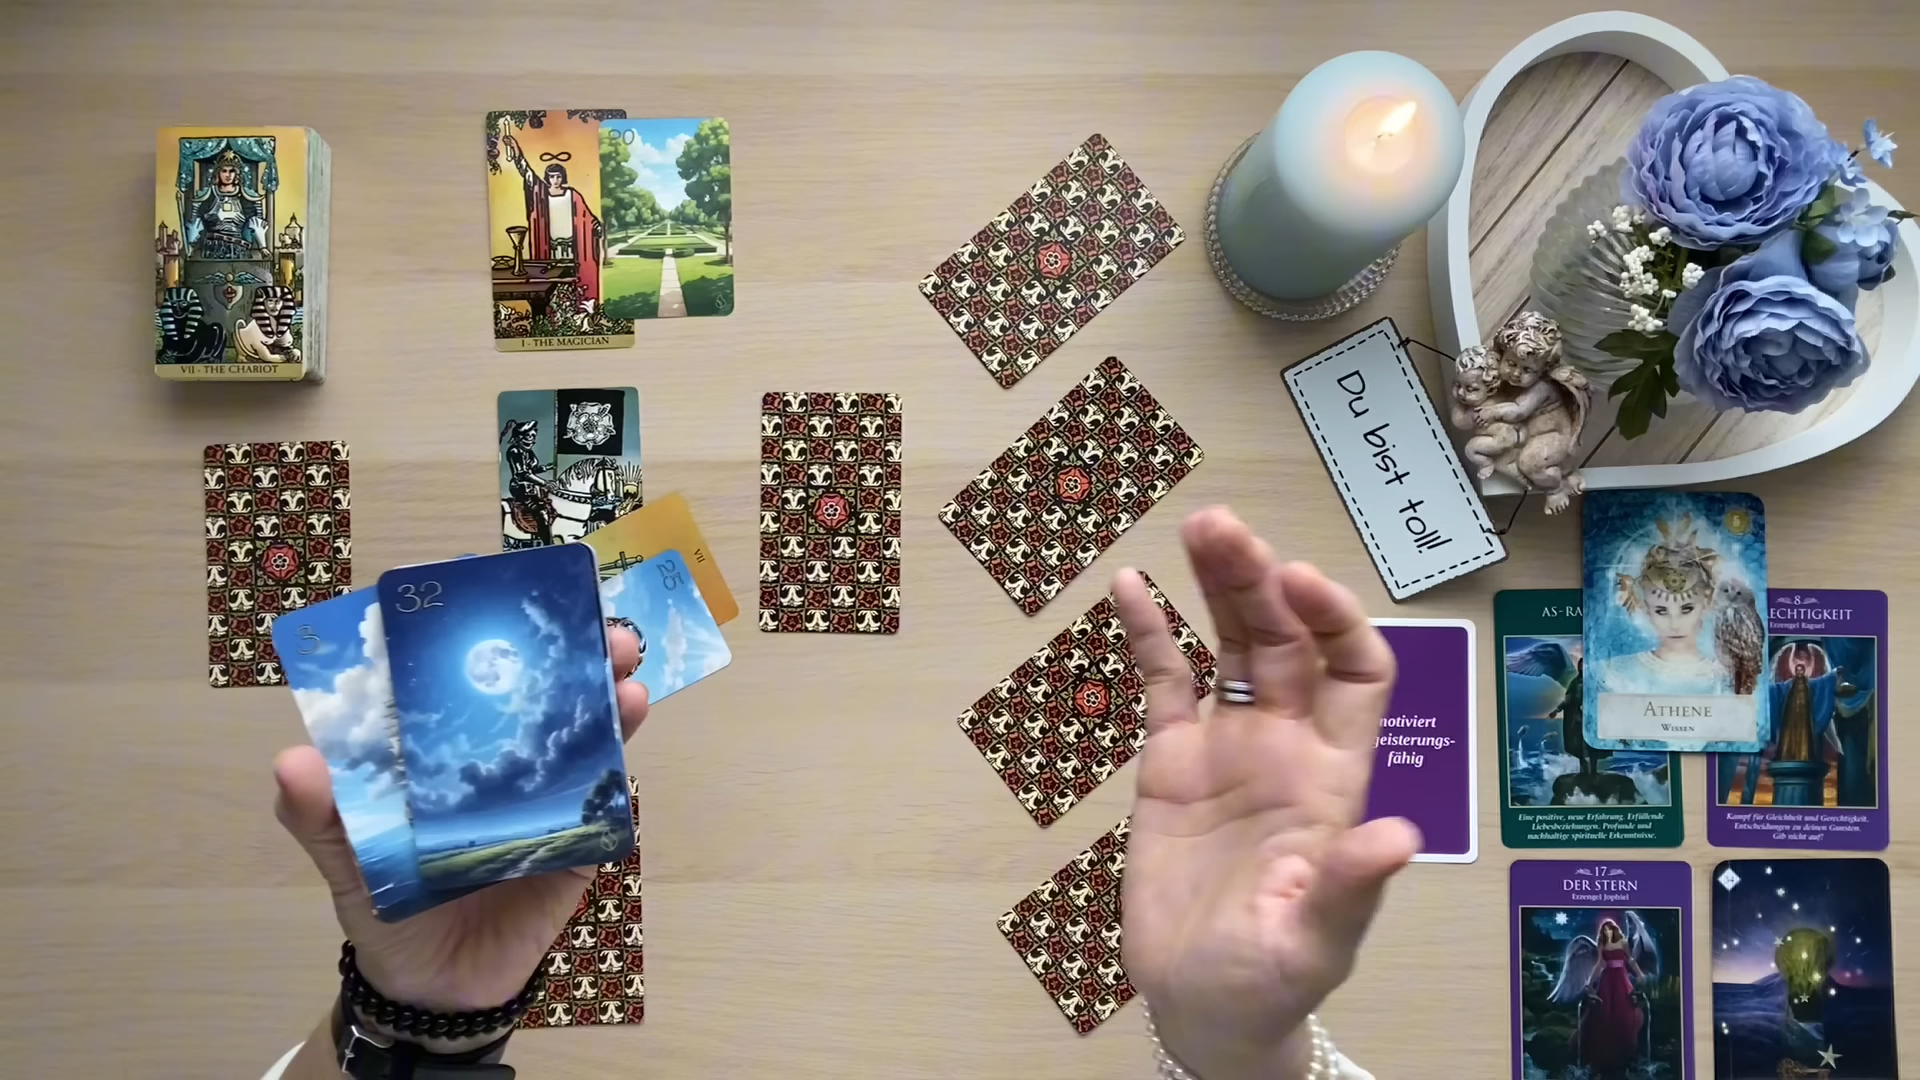 VII - THE CHARIOT
I - THE MAGICIAN
20
VII
25
3
32
Du bist toll!
motiviert
fähig
AS-RA
8
Erzengel Raguel
ATHENE
WISSEN
Eine positive, neue Erfahrung. Erfüllende
Liebesbeziehungen. Profunde und
nachhaltige spirituelle Erkenntnisse.
Kampf für Gleichheit und Gerechtigkeit.
Entscheidungen zu deinen Gunsten.
Gib nicht auf!
17
DER STERN
Erzengel Jophiel